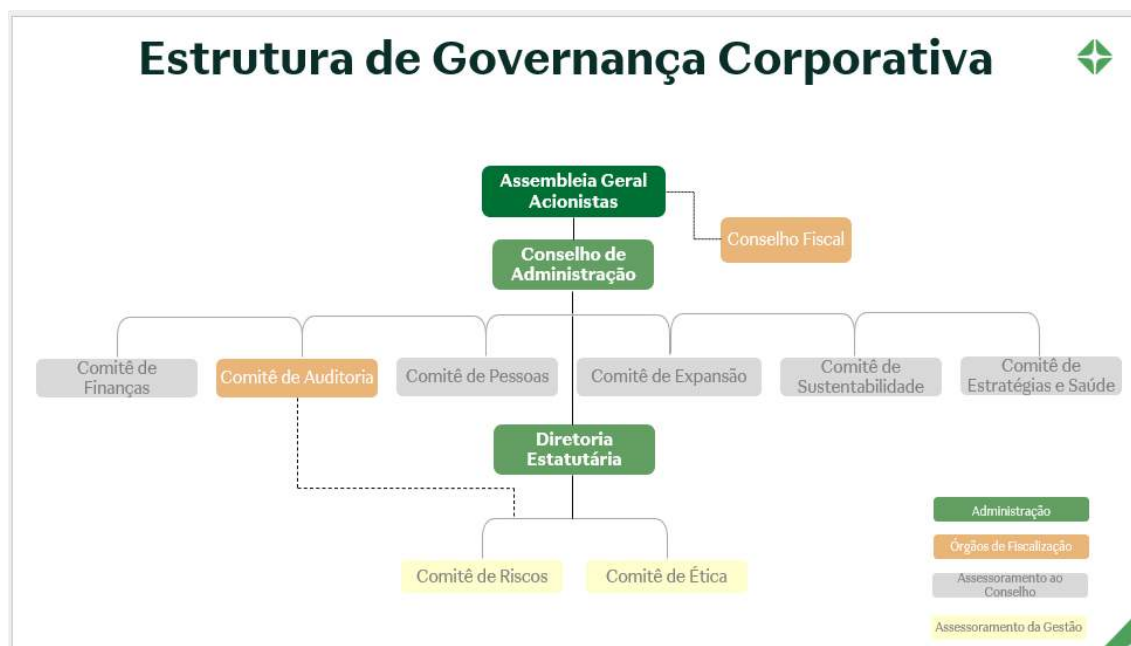 Estrutura de Governança Corporativa
Assembleia Geral
Acionistas
Conselho Fiscal
Conselho de
Administração
Comitê de
Finanças
Comitê de Auditoria
Comitê de Pessoas
Comitê de Expansão
Comitê de
Sustentabilidade
Comitê de
Estratégias e Saúde
Diretoria
Estatutária
Comitê de Riscos
Comitê de Ética
Administração
Órgãos de Fiscalização
Assessoramento ao
Conselho
Assessoramento da Gestão